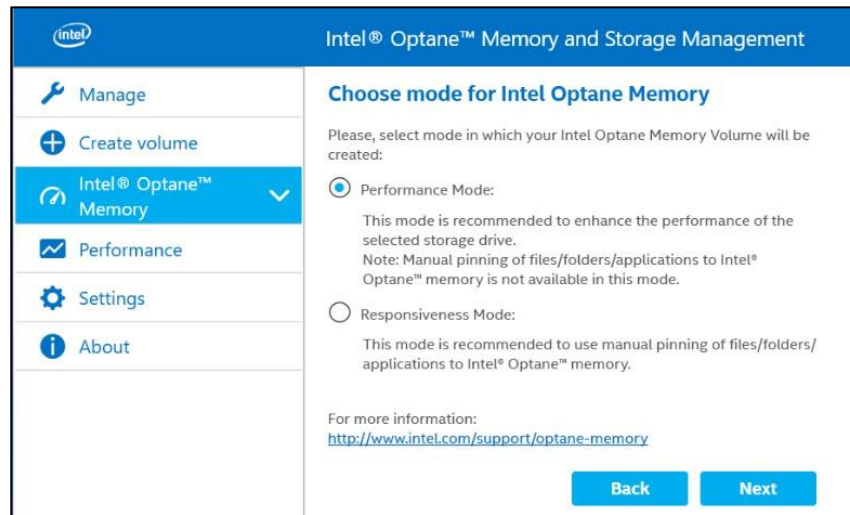 intel
Intel® Optane™ Memory and Storage Management
Manage
Create volume
Intel® Optane™
Memory
Performance
Settings
About
Choose mode for Intel Optane Memory
Please, select mode in which your Intel Optane Memory Volume will be
created:
Performance Mode:
This mode is recommended to enhance the performance of the
selected storage drive.
Note: Manual pinning of files/folders/applications to Intel®
Optane™ memory is not available in this mode.
Responsiveness Mode:
This mode is recommended to use manual pinning of files/folders/
applications to Intel® Optane™ memory.
For more information:
http://www.intel.com/support/optane-memory
Back
Next